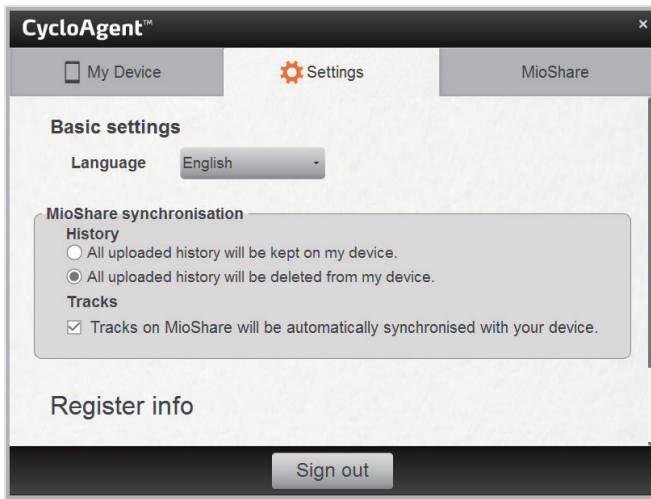 CycloAgent™
×
My Device
Settings
MioShare
Basic settings
Language
English
MioShare synchronisation
History
All uploaded history will be kept on my device.
All uploaded history will be deleted from my device.
Tracks
Tracks on MioShare will be automatically synchronised with your device.
Register info
Sign out